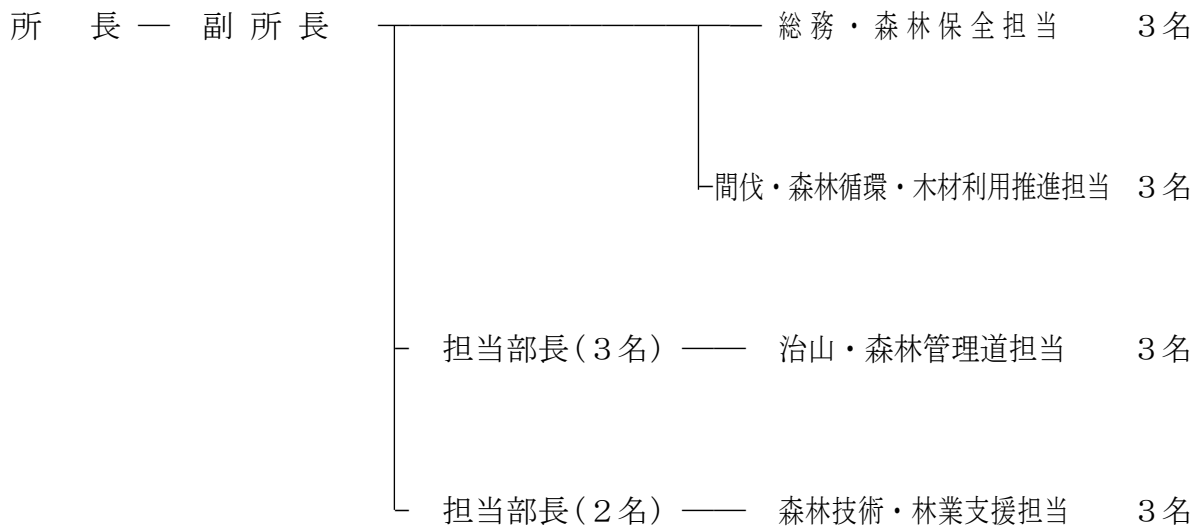 所　長 ― 副所長 総務・森林保全担当 3名
間伐・森林循環・木材利用推進担当 3名
担当部長(3名) ―― 治山・森林管理道担当 3名
担当部長(2名) ―― 森林技術・林業支援担当 3名